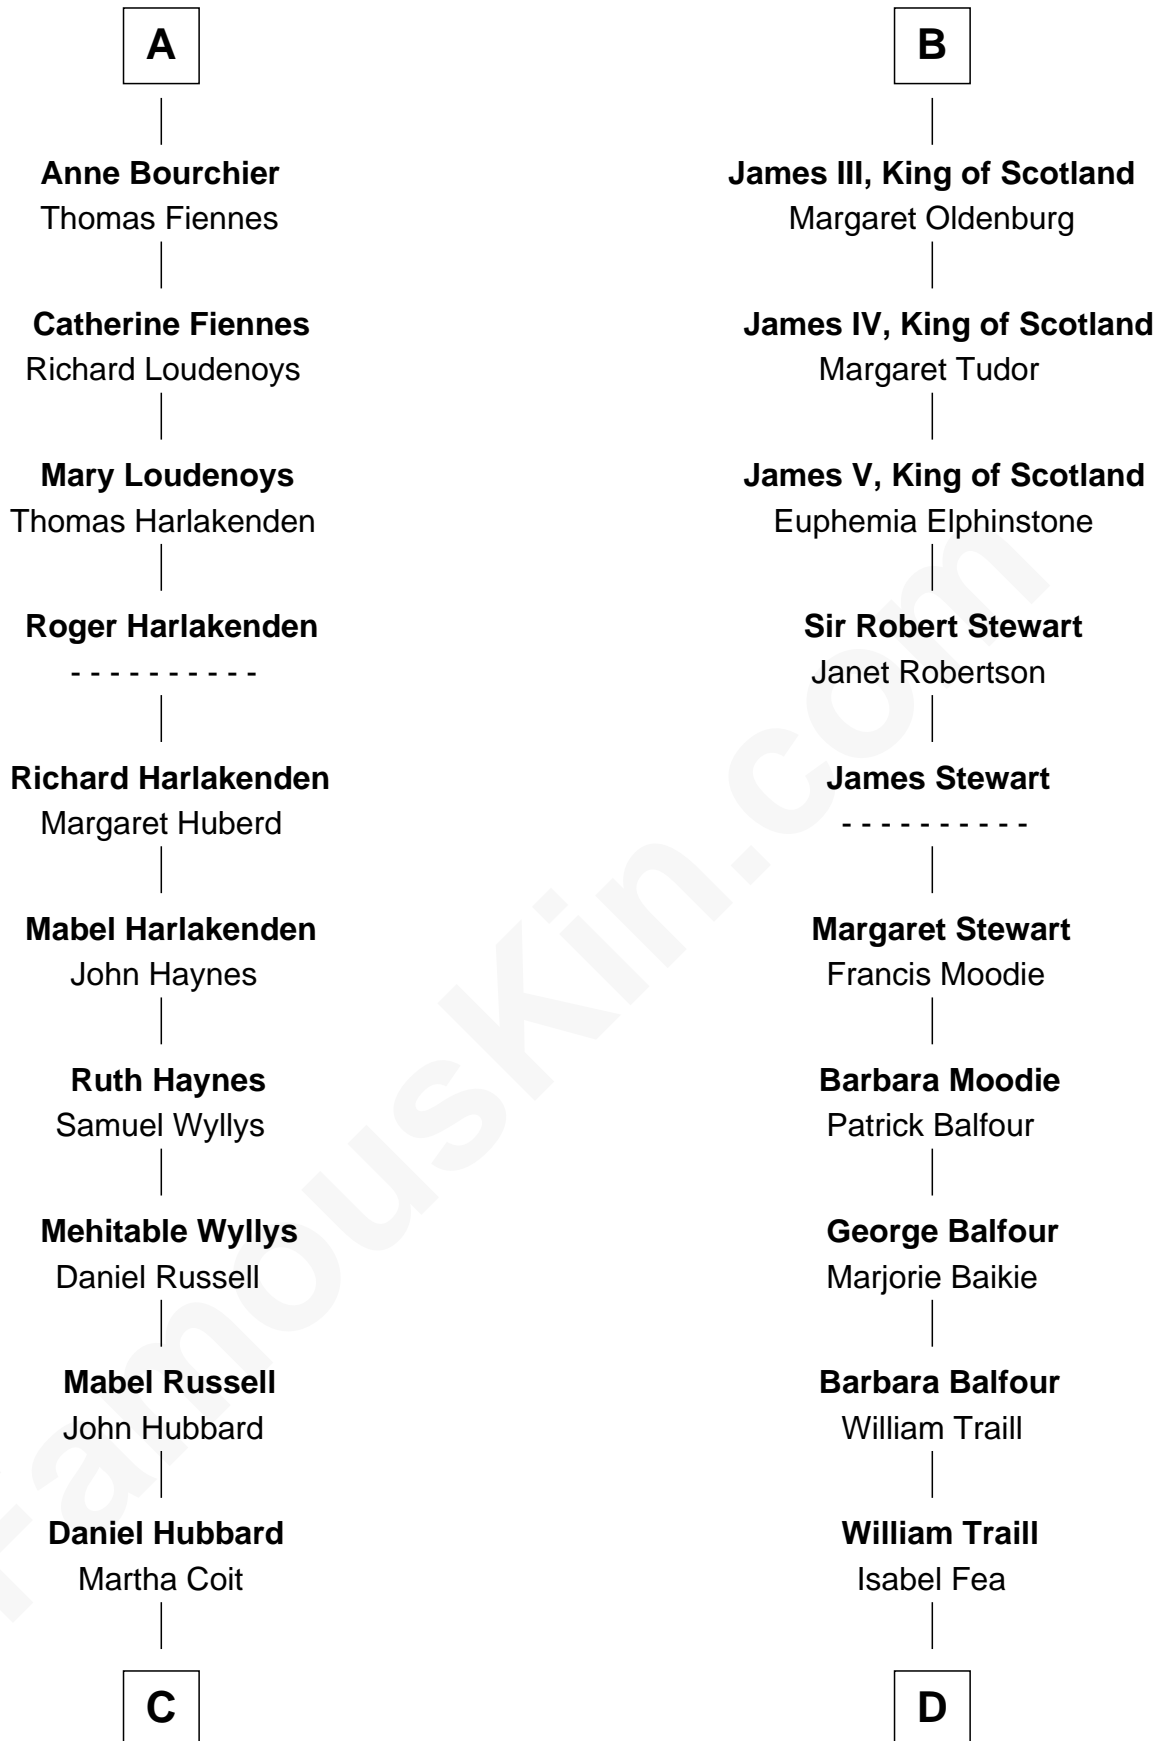 A
Anne Bourchier
Thomas Fiennes
Catherine Fiennes
Richard Loudenoys
Mary Loudenoys
Thomas Harlakenden
Roger Harlakenden
- - - - - - - - - -
Richard Harlakenden
Margaret Huberd
Mabel Harlakenden
John Haynes
Ruth Haynes
Samuel Wyllys
Mehitable Wyllys
Daniel Russell
Mabel Russell
John Hubbard
Daniel Hubbard
Martha Coit
C
B
James III, King of Scotland
Margaret Oldenburg
James IV, King of Scotland
Margaret Tudor
James V, King of Scotland
Euphemia Elphinstone
Sir Robert Stewart
Janet Robertson
James Stewart
- - - - - - - - - -
Margaret Stewart
Francis Moodie
Barbara Moodie
Patrick Balfour
George Balfour
Marjorie Baikie
Barbara Balfour
William Traill
William Traill
Isabel Fea
D
FamousKin.com